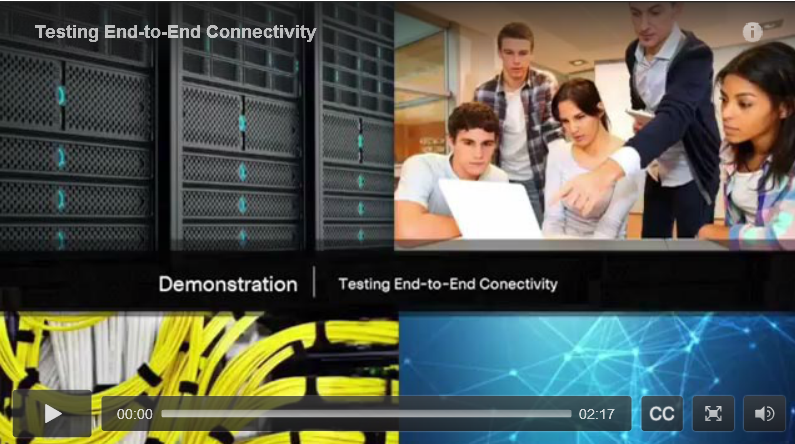 Testing End-to-End Connectivity
Demonstration | Testing End-to-End Conectivity
00:00
02:17
CC